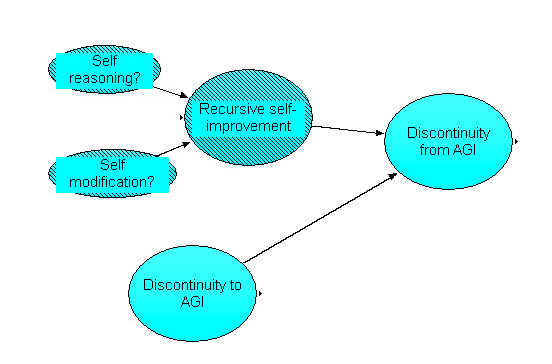 Self
reasoning?
Recursive self-
improvement
Discontinuity
from AGI
Self
modification?
Discontinuity to
AGI